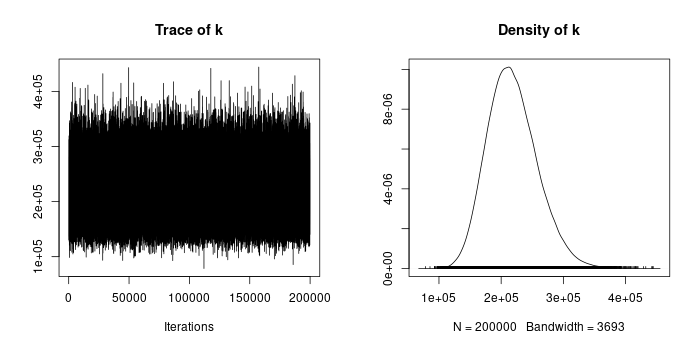 Trace of k
4e+05
3e+05
2e+05
1e+05
0 50000 100000 150000 200000
Iterations
Density of k
8e-06
4e-06
0e+00
1e+05 2e+05 3e+05 4e+05
N = 200000 Bandwidth = 3693